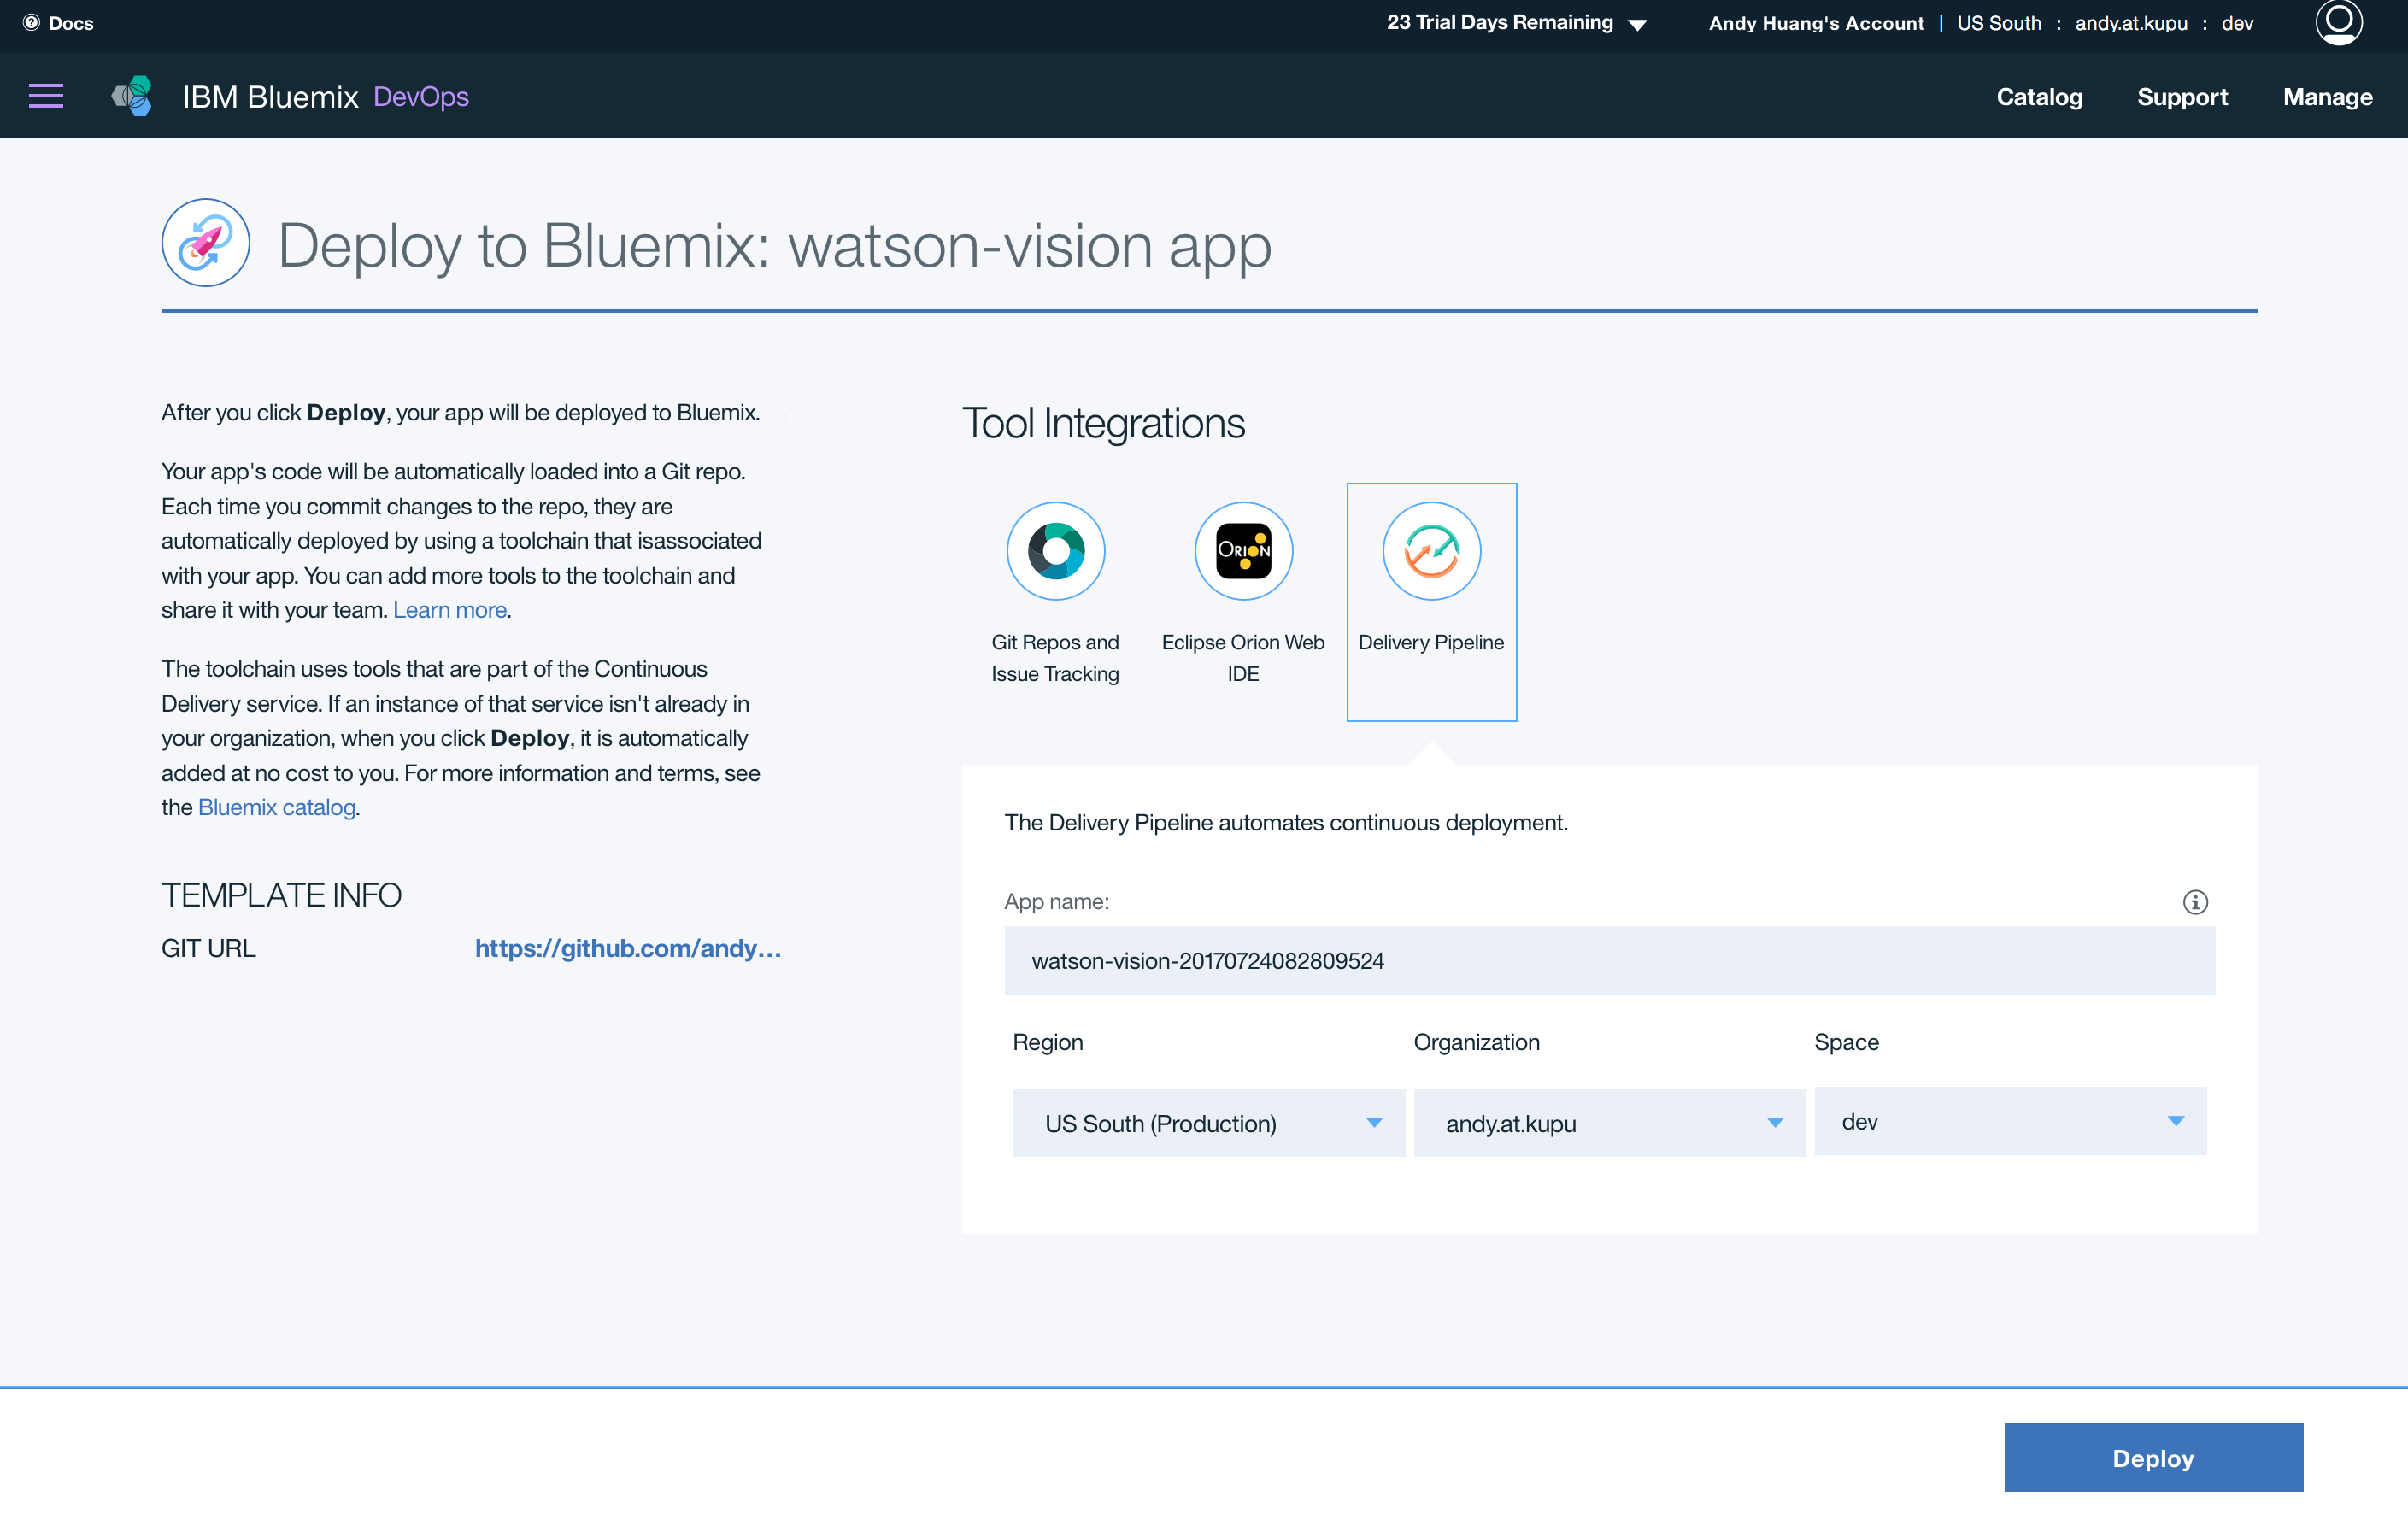 Docs
23 Trial Days Remaining
Andy Huang's Account | US South : andy.at.kupu : dev
IBM Bluemix DevOps
Catalog
Support
Manage
Deploy to Bluemix: watson-vision app
After you click Deploy, your app will be deployed to Bluemix.
Your app's code will be automatically loaded into a Git repo.
Each time you commit changes to the repo, they are
automatically deployed by using a toolchain that isassociated
with your app. You can add more tools to the toolchain and
share it with your team. Learn more.
The toolchain uses tools that are part of the Continuous
Delivery service. If an instance of that service isn't already in
your organization, when you click Deploy, it is automatically
added at no cost to you. For more information and terms, see
the Bluemix catalog.
TEMPLATE INFO
GIT URL
https://github.com/andy...
Tool Integrations
ORION
Git Repos and
Issue Tracking
Eclipse Orion Web
IDE
Delivery Pipeline
The Delivery Pipeline automates continuous deployment.
App name:
watson-vision-20170724082809524
Region
Organization
Space
US South (Production)
andy.at.kupu
dev
Deploy